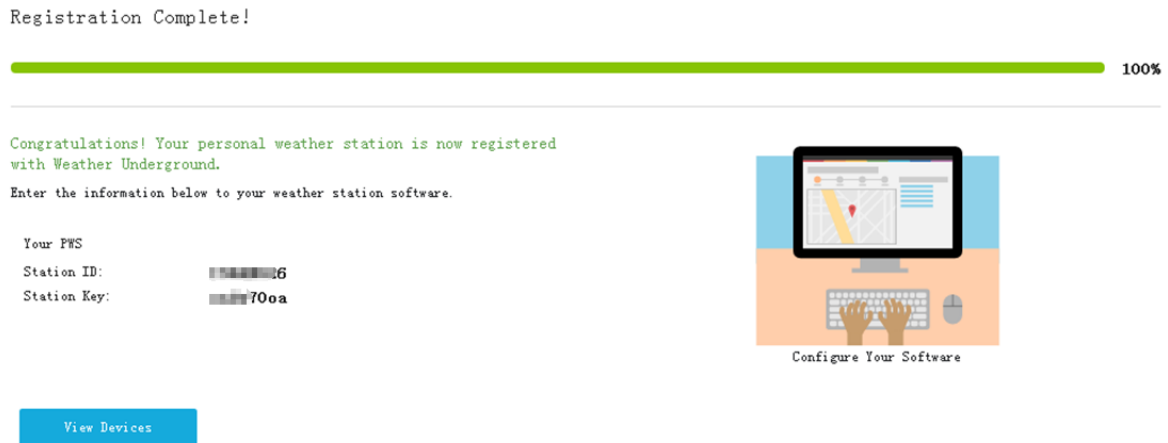 Registration Complete!
100%
Congratulations! Your personal weather station is now registered
with Weather Underground.
Enter the information below to your weather station software.
Your PWS
Station ID:
Station Key:
Configure Your Software
View Devices